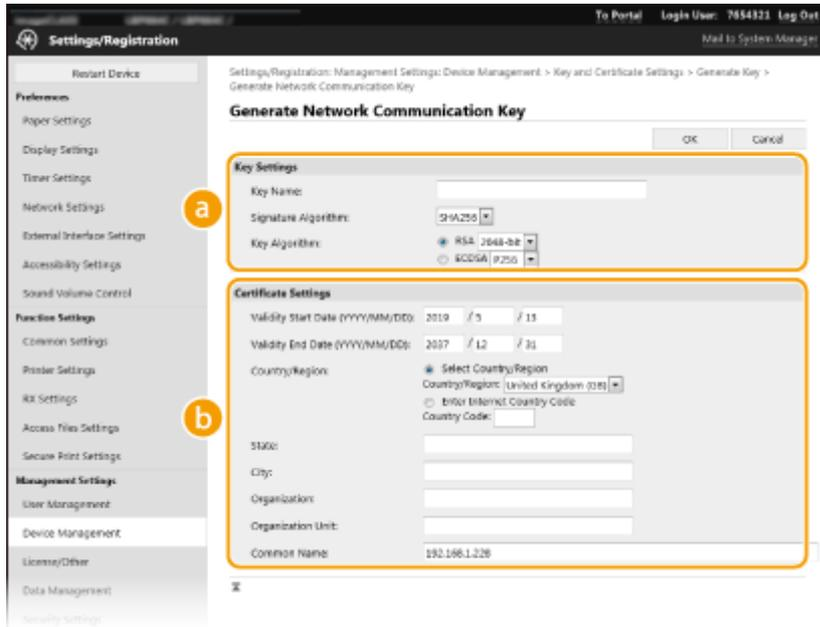 To Portal Login User: 7654321 Log Out
Settings/Registration
Mail to System Manager
Restart Device
Preferences
Paper Settings
Display Settings
Timer Settings
Network Settings
External Interface Settings
Accessibility Settings
Sound Volume Control
Function Settings
Common Settings
Printer Settings
RX Settings
Access Files Settings
Secure Print Settings
Management Settings
User Management
Device Management
License/Other
Data Management
Security Settings
Settings/Registration: Management Settings: Device Management > Key and Certificate Settings > Generate Key >
Generate Network Communication Key
Generate Network Communication Key
OK Cancel
a
Key Settings
Key Name:
Signature Algorithm: SHA256
Key Algorithm: RSA 2048-bit
ECDSA P256
b
Certificate Settings
Validity Start Date (YYYY/MM/DD): 2019 / 5 / 13
Validity End Date (YYYY/MM/DD): 2037 / 12 / 31
Country/Region: Select Country/Region
Country/Region: United Kingdom (GB)
Enter Internet Country Code
Country Code:
State:
City:
Organization:
Organization Unit:
Common Name: 192.168.1.228